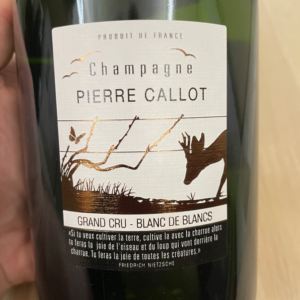 PRODUIT DE FRANCE
Champagne
PIERRE CALLOT
GRAND CRU - BLANC DE BLANCS
«Si tu veux cultiver la terre, cultive la avec ta charrue alors
tu feras la joie de l'oiseau et du loup qui vont derrière ta
charrue. Tu feras la joie de toutes les créatures.»
FRIEDRICH NIETZSCHE